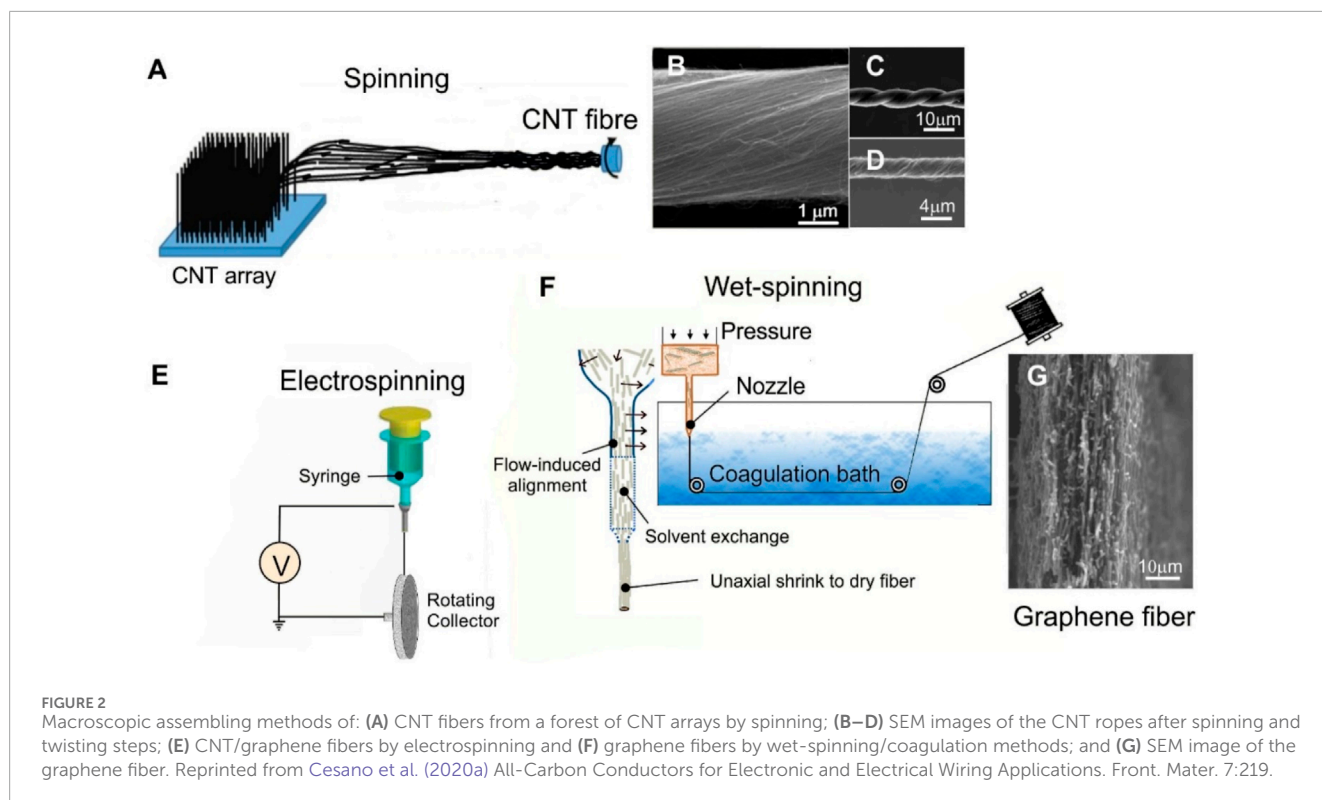 A
Spinning
CNT fibre
CNT array
B
1 μm
C
10μm
D
4μm
E
Electrospinning
Syringe
V
Rotating
Collector
F
Wet-spinning
Pressure
Nozzle
Flow-induced
alignment
Coagulation bath
Solvent exchange
Unaxial shrink to dry fiber
G
10μm
Graphene fiber
FIGURE 2
Macroscopic assembling methods of: (A) CNT fibers from a forest of CNT arrays by spinning; (B–D) SEM images of the CNT ropes after spinning and
twisting steps; (E) CNT/graphene fibers by electrospinning and (F) graphene fibers by wet-spinning/coagulation methods; and (G) SEM image of the
graphene fiber. Reprinted from Cesano et al. (2020a) All-Carbon Conductors for Electronic and Electrical Wiring Applications. Front. Mater. 7:219.